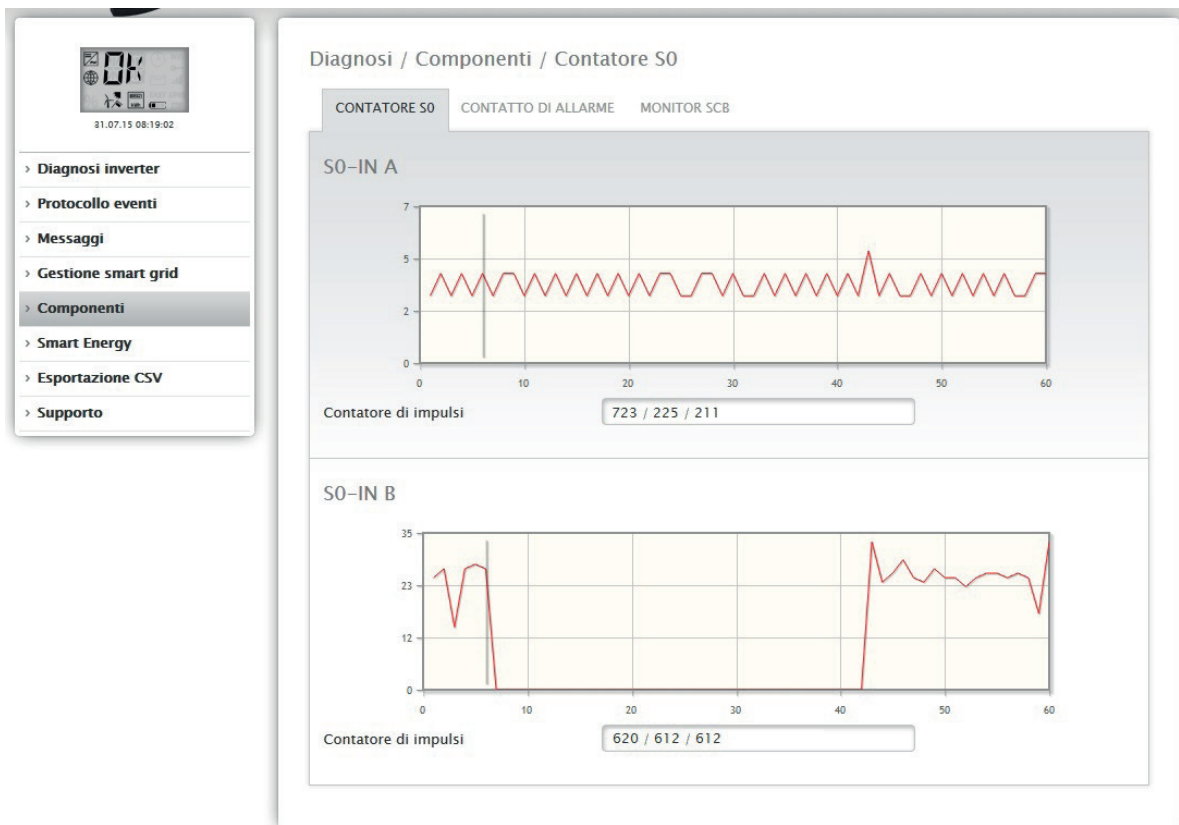 OK
31.07.15 08:19:02
› Diagnosi inverter
› Protocollo eventi
› Messaggi
› Gestione smart grid
› Componenti
› Smart Energy
› Esportazione CSV
› Supporto
Diagnosi / Componenti / Contatore S0
CONTATORE S0 CONTATTO DI ALLARME MONITOR SCB
S0-IN A
7
5
2
0
0 10 20 30 40 50 60
Contatore di impulsi 723 / 225 / 211
S0-IN B
35
23
12
0
0 10 20 30 40 50 60
Contatore di impulsi 620 / 612 / 612